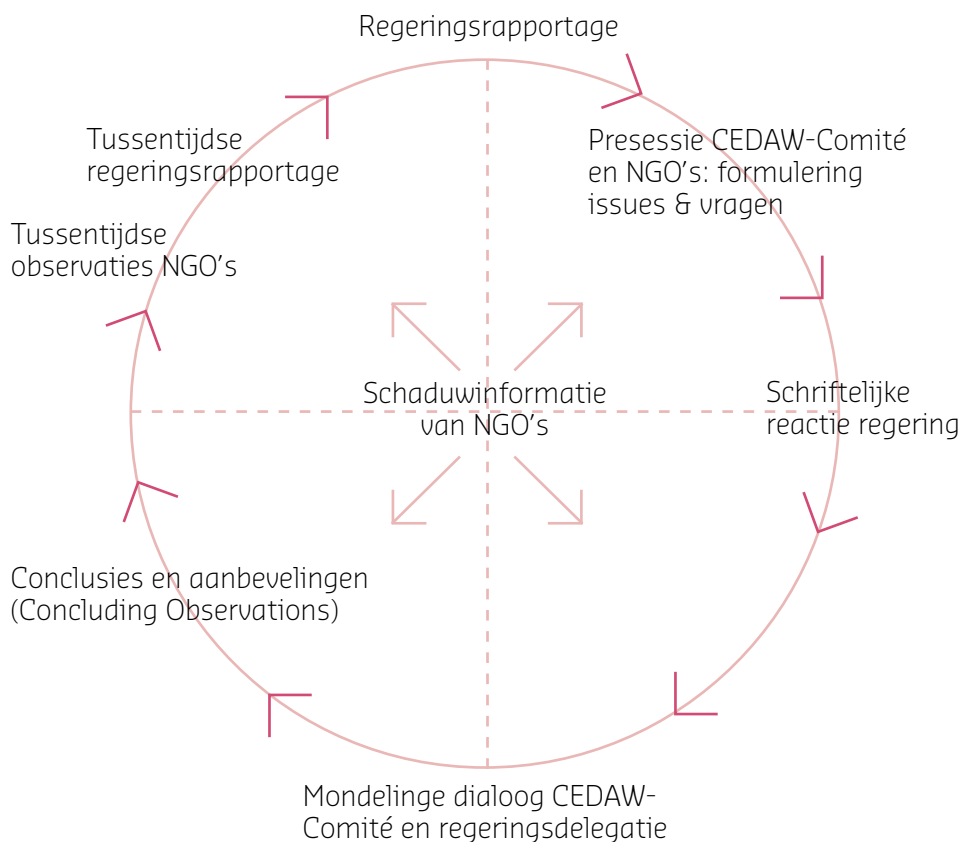 Regeringsrapportage
Presessie CEDAW-Comité
en NGO's: formulering
issues & vragen
Schriftelijke
reactie regering
Mondelinge dialoog CEDAW-
Comité en regeringsdelegatie
Conclusies en aanbevelingen
(Concluding Observations)
Tussentijdse
observaties NGO's
Tussentijdse
regeringsrapportage
Schaduwinformatie
van NGO's